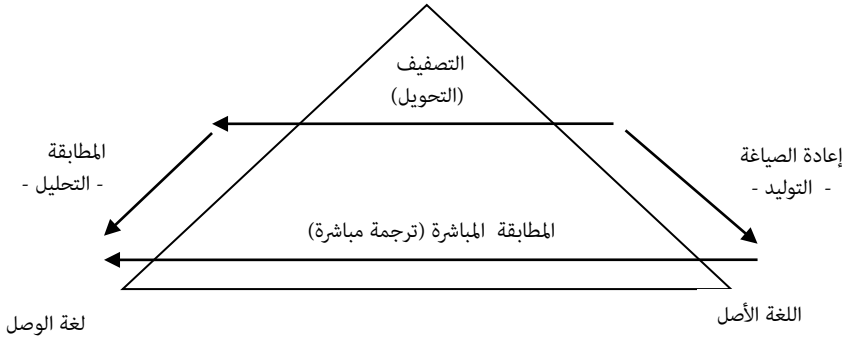 التصفيف
(التحويل)
إعادة الصياغة
- التوليد -
المطابقة
- التحليل -
المطابقة المباشرة (ترجمة مباشرة)
اللغة الأصل
لغة الوصل